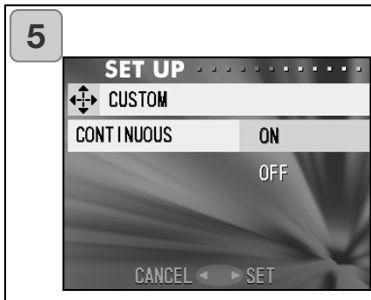 5
SET UP
CUSTOM
CONTINUOUS ON
OFF
CANCEL SET